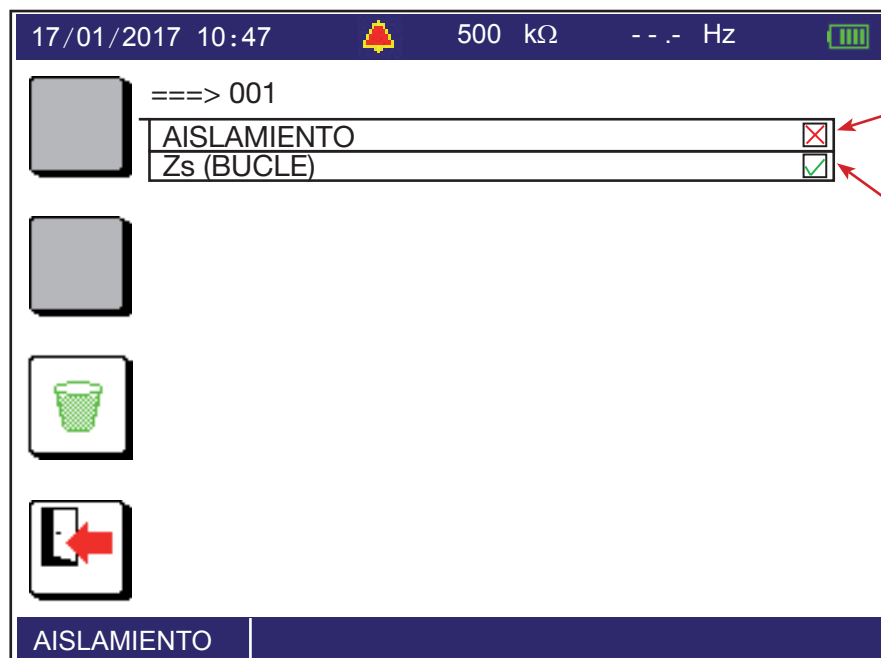 17/01/2017 10:47 500 kΩ - - .- Hz
===> 001
AISLAMIENTO
Zs (BUCLE)
AISLAMIENTO